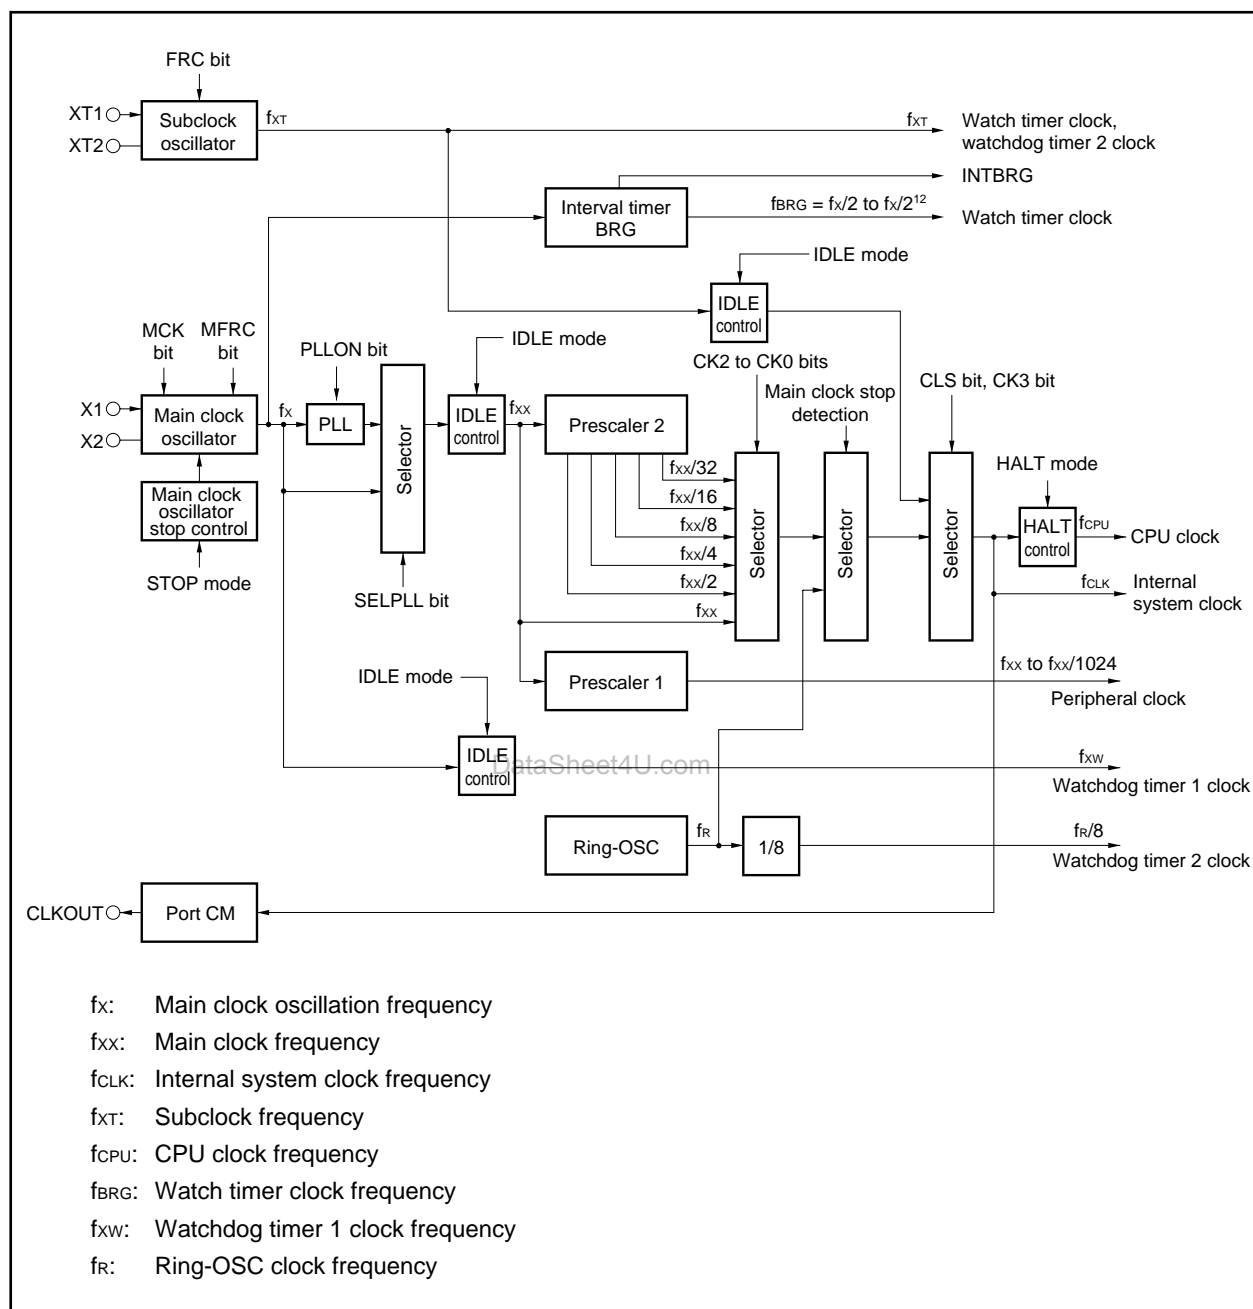 FRC bit
XT1
XT2
Subclock
oscillator
fXT
fXT
Watch timer clock,
watchdog timer 2 clock
INTBRG
Interval timer
BRG
fBRG = fX/2 to fX/2¹²
Watch timer clock
IDLE mode
IDLE
control
MCK
bit
MFRC
bit
PLLON bit
IDLE mode
CK2 to CK0 bits
Main clock stop
detection
CLS bit, CK3 bit
X1
X2
Main clock
oscillator
fX
PLL
Selector
IDLE
control
fXX
Prescaler 2
fXX/32
fXX/16
fXX/8
fXX/4
fXX/2
fXX
Selector
Selector
Selector
HALT mode
HALT
control
fCPU
CPU clock
fCLK
Internal
system clock
Main clock
oscillator
stop control
STOP mode
SELPLL bit
Prescaler 1
fXX to fXX/1024
Peripheral clock
IDLE mode
IDLE
control
DataSheet4U.com
fXW
Watchdog timer 1 clock
Ring-OSC
fR
1/8
fR/8
Watchdog timer 2 clock
CLKOUT
Port CM
fX: Main clock oscillation frequency
fXX: Main clock frequency
fCLK: Internal system clock frequency
fXT: Subclock frequency
fCPU: CPU clock frequency
fBRG: Watch timer clock frequency
fXW: Watchdog timer 1 clock frequency
fR: Ring-OSC clock frequency